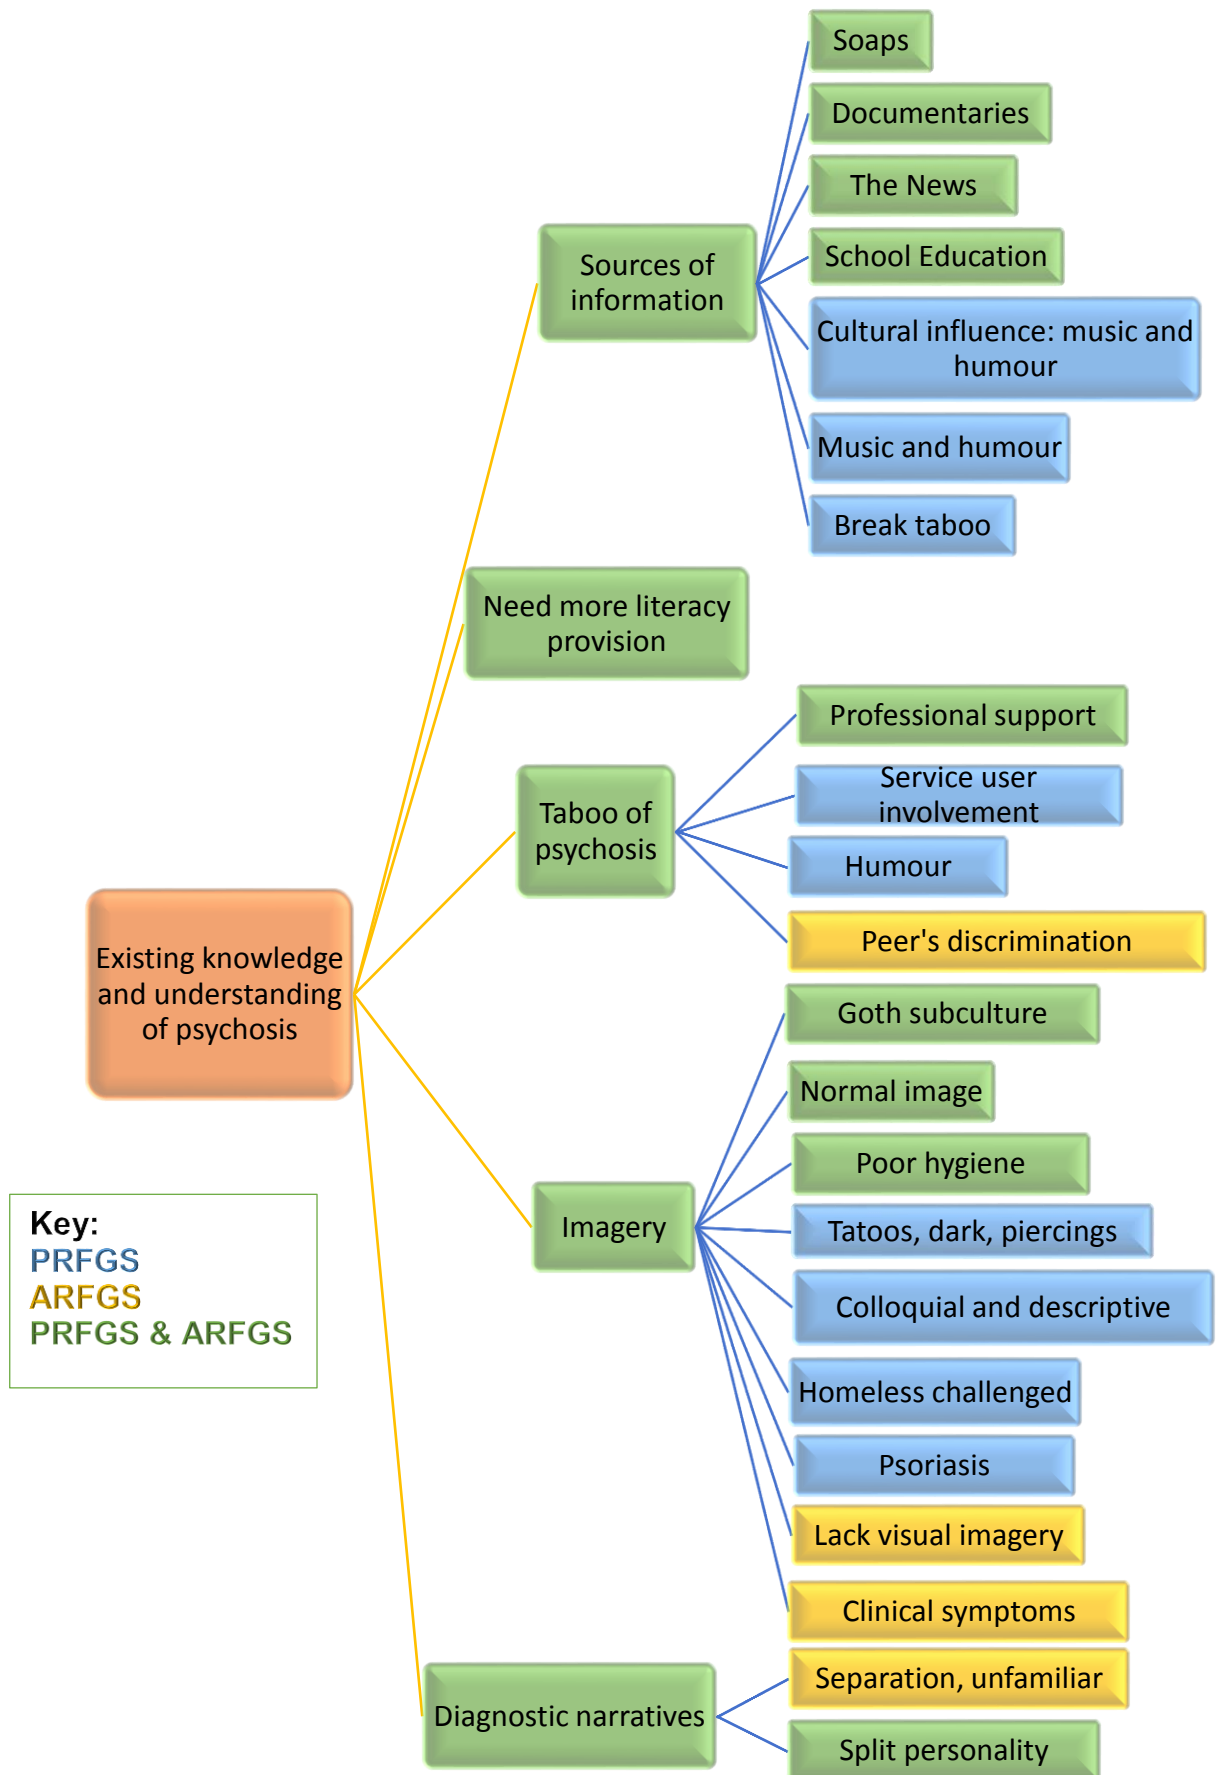 Soaps
Documentaries
The News
School Education
Sources of
information
Cultural influence: music and
humour
Music and humour
Break taboo
Need more literacy
provision
Professional support
Service user
involvement
Taboo of
psychosis
Humour
Peer's discrimination
Existing knowledge
and understanding
of psychosis
Goth subculture
Normal image
Poor hygiene
Imagery
Tatoos, dark, piercings
Colloquial and descriptive
Homeless challenged
Psoriasis
Lack visual imagery
Clinical symptoms
Key:
PRFGS
ARFGS
PRFGS & ARFGS
Diagnostic narratives
Separation, unfamiliar
Split personality